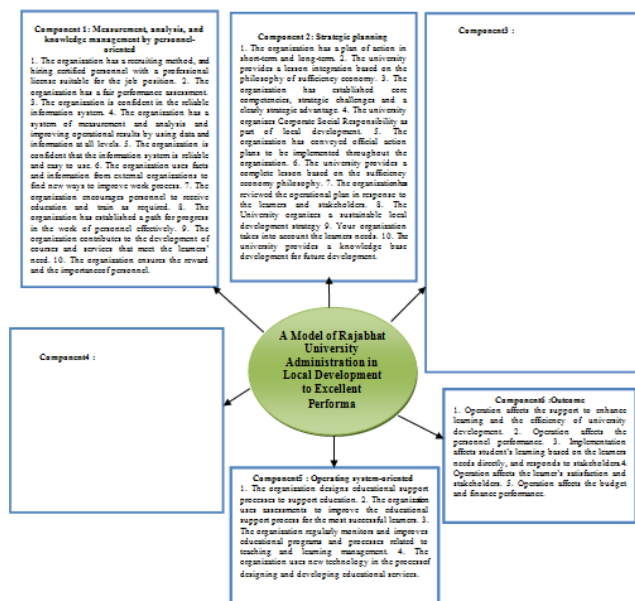 Component 1: Measurement, analysis, and
knowledge management by personnel-
oriented
1. The organization has a recruiting method, and
hiring certified personnel with a professional
license suitable for the job position. 2. The
organization has a fair performance assessment.
3. The organization is confident in the reliable
information system. 4. The organization has a
system of measurement and analysis and
improving operational results by using data and
information at all levels. 5. The organization is
confident that the information system is reliable
and easy to use. 6. The organization uses facts
and information from external organizations to
find new ways to improve work process. 7. The
organization encourages personnel to receive
education and train as required. 8. The
organization has established a path for progress
in the work of personnel effectively. 9. The
organization contributes to the development of
courses and services that meet the learners'
need. 10. The organization ensures the reward
and the importance of personnel.
Component 2: Strategic planning
1. The organization has a plan of action in
short-term and long-term. 2. The university
provides a lesson integration based on the
philosophy of sufficiency economy. 3. The
organization has established core
competencies, strategic challenges and a
clearly strategic advantage. 4. The university
organizes Corporate Social Responsibility as
part of local development. 5. The
organization has conveyed official action
plans to be implemented throughout the
organization. 6. The university provides a
complete lesson based on the sufficiency
economy philosophy. 7. The organization has
reviewed the operational plan in response to
the learners and stakeholders. 8. The
University organizes a sustainable local
development strategy 9. Your organization
takes into account the learners needs. 10. The
university provides a knowledge base
development for future development.
Component3 :
A Model of Rajabhat
University
Administration in
Local Development
to Excellent
Performa
Component4 :
Component5 : Operating system-oriented
1. The organization designs educational support
processes to support education. 2. The organization
uses assessments to improve the educational
support process for the most successful learners. 3.
The organization regularly monitors and improves
educational programs and processes related to
teaching and learning management. 4. The
organization uses new technology in the process of
designing and developing educational services.
Component6 :Outcome
1. Operation affects the support to enhance
learning and the efficiency of university
development. 2. Operation affects the
personnel performance. 3. Implementation
affects student's learning based on the learners
needs directly, and responds to stakeholders4.
Operation affects the learner's satisfaction and
stakeholders. 5. Operation affects the budget
and finance performance.